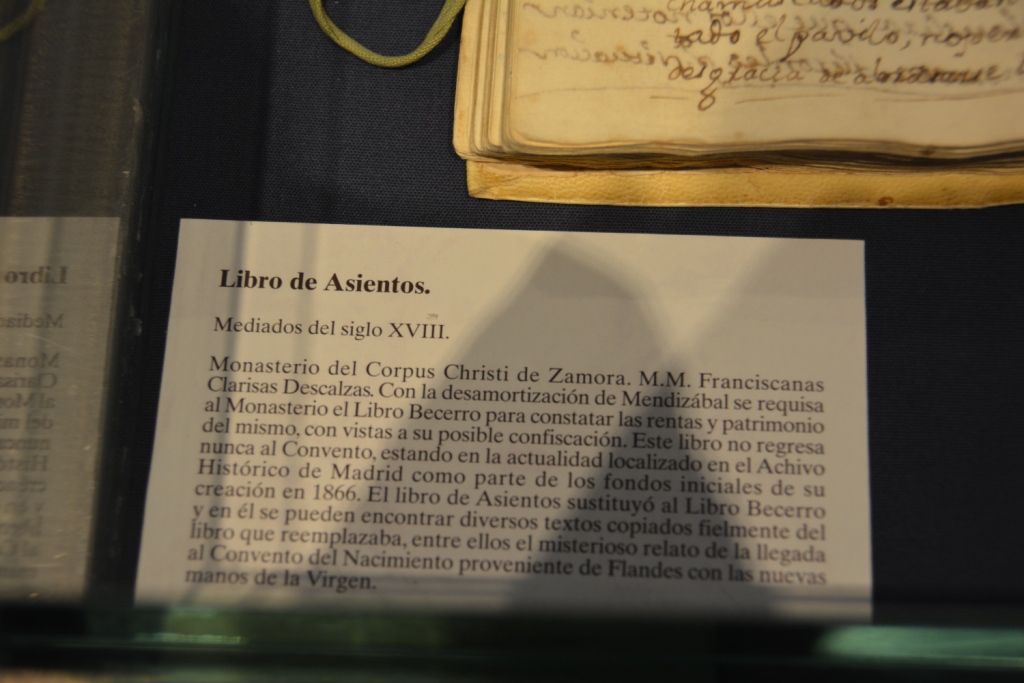 tado el pavilo,
desgracia de
Libro de Asientos.
Mediados del siglo XVIII.
Monasterio del Corpus Christi de Zamora. M.M. Franciscanas
Clarisas Descalzas. Con la desamortización de Mendizábal se requisa
al Monasterio el Libro Becerro para constatar las rentas y patrimonio
del mismo, con vistas a su posible confiscación. Este libro no regresa
nunca al Convento, estando en la actualidad localizado en el Achivo
Histórico de Madrid como parte de los fondos iniciales de su
creación en 1866. El libro de Asientos sustituyó al Libro Becerro
y en él se pueden encontrar diversos textos copiados fielmente del
libro que reemplazaba, entre ellos el misterioso relato de la llegada
al Convento del Nacimiento proveniente de Flandes con las nuevas
manos de la Virgen.